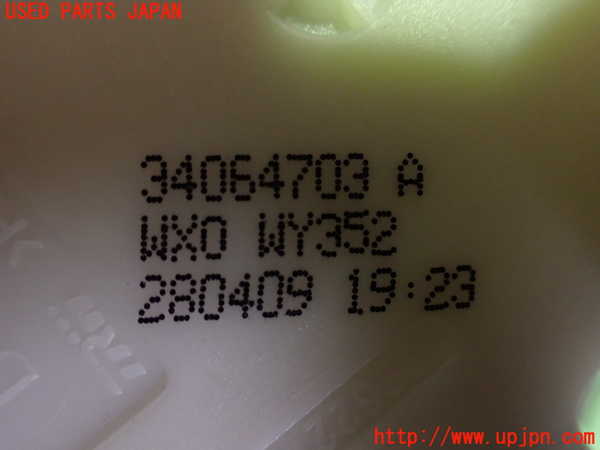 USED PARTS JAPAN
34064703 A
WX0 WY352
280409 19:23
http://www.upjpn.com/